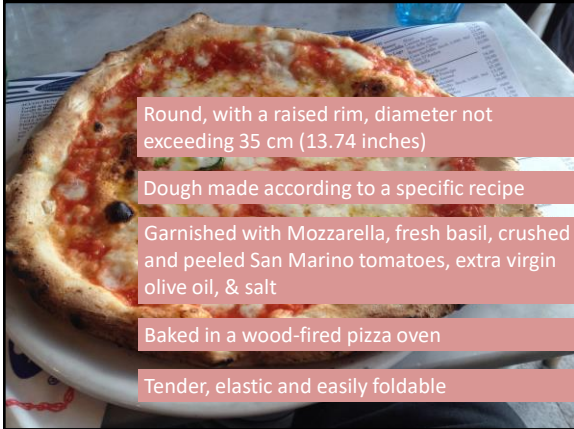 Round, with a raised rim, diameter not
exceeding 35 cm (13.74 inches)
Dough made according to a specific recipe
Garnished with Mozzarella, fresh basil, crushed
and peeled San Marino tomatoes, extra virgin
olive oil, & salt
Baked in a wood-fired pizza oven
Tender, elastic and easily foldable